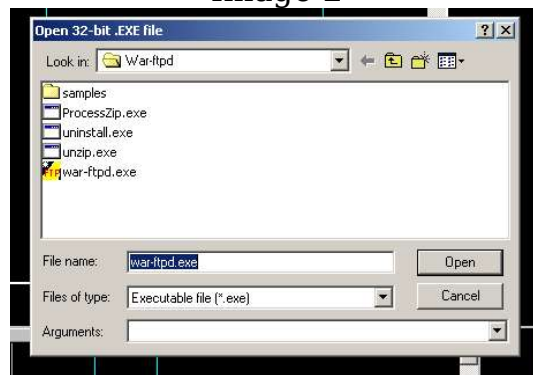 Open 32-bit .EXE file
Look in: War-ftpd
samples
ProcessZip.exe
uninstall.exe
unzip.exe
war-ftpd.exe
File name: war-ftpd.exe Open
Files of type: Executable file (*.exe) Cancel
Arguments: